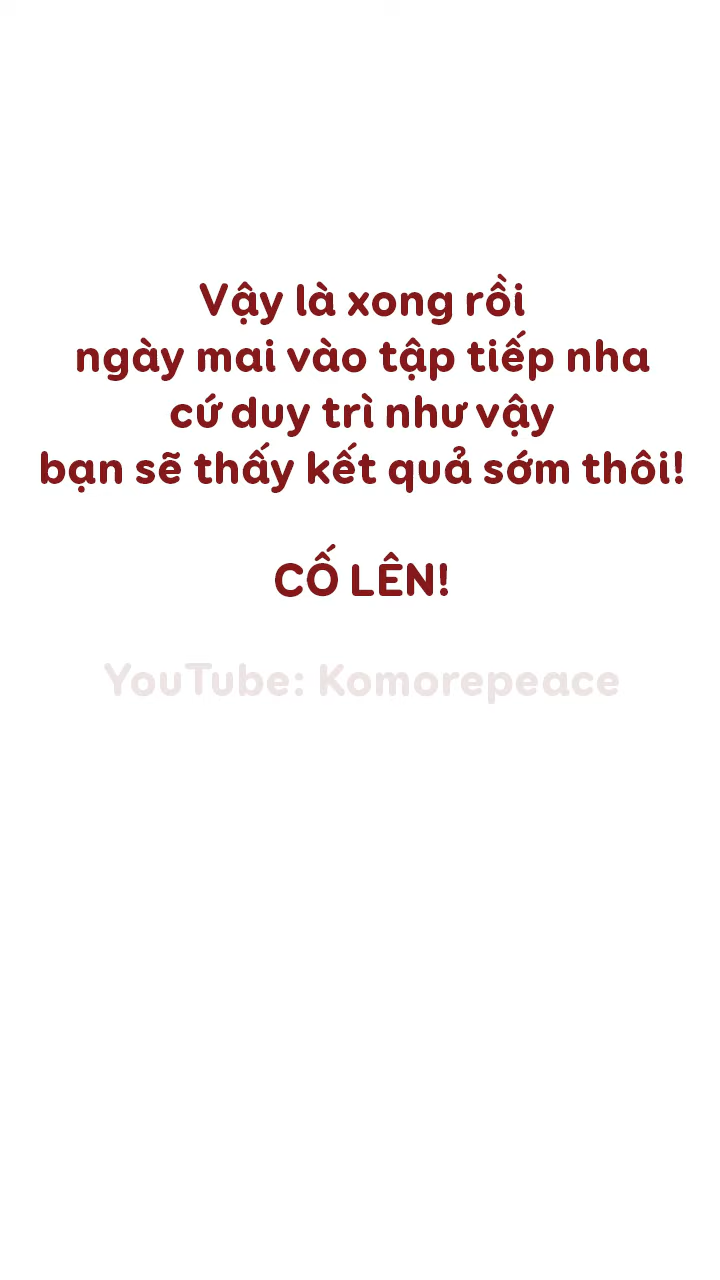 Vậy là xong rồi
ngày mai vào tập tiếp nha
cứ duy trì như vậy
bạn sẽ thấy kết quả sớm thôi!
CỐ LÊN!
YouTube: Komorepeace